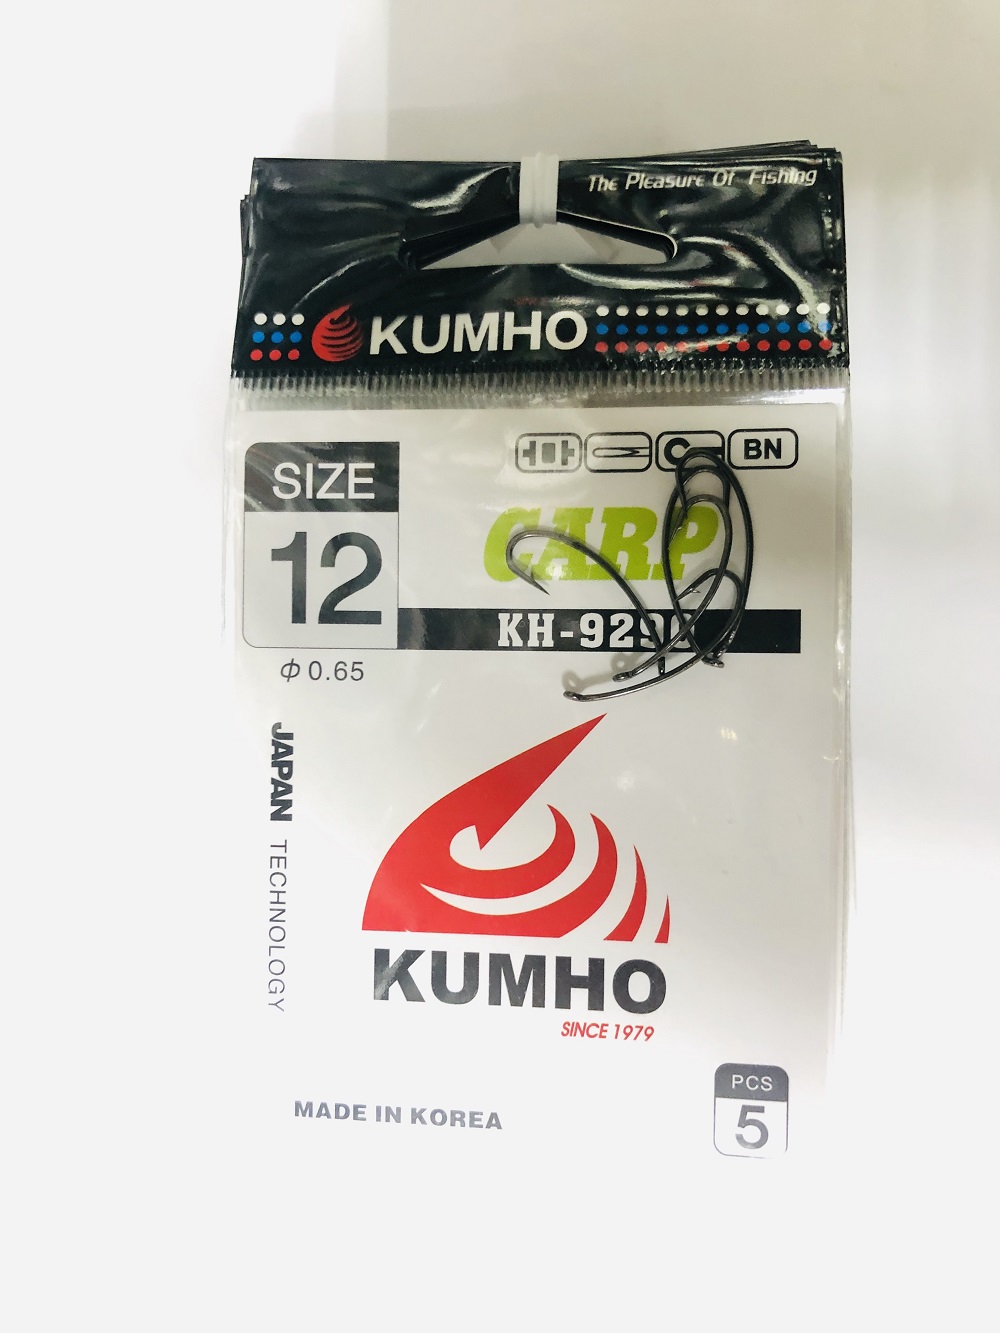 The Pleasure Of Fishing
KUMHO
SIZE
12
Φ 0.65
BN
CARP
JAPAN TECHNOLOGY
KUMHO
SINCE 1979
MADE IN KOREA
PCS
5